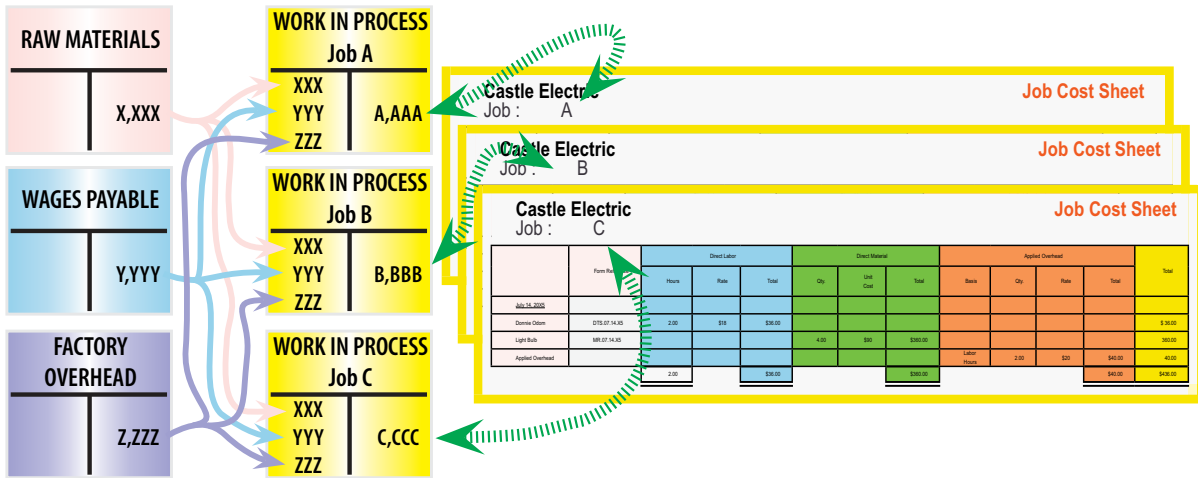 RAW MATERIALS
X,XXX
WAGES PAYABLE
Y,YYY
FACTORY
OVERHEAD
Z,ZZZ
WORK IN PROCESS
Job A
XXX
YYY
ZZZ
A,AAA
WORK IN PROCESS
Job B
XXX
YYY
ZZZ
B,BBB
WORK IN PROCESS
Job C
XXX
YYY
ZZZ
C,CCC
Castle Electric
Job Cost Sheet
Job : A
Castle Electric
Job Cost Sheet
Job : B
Castle Electric
Job Cost Sheet
Job : C
Direct Labor Direct Material Applied Overhead
Form Hours Rate Total Qty. Unit Cost Total Basis Qty. Rate Total Total
July 14, 20X5
Donnie Odom DTS.07.14.X5 2.00 $18 $36.00 $ 36.00
Light Bulb MR.07.14.X5 4.00 $90 $360.00 360.00
Applied Overhead Labor Hours 2.00 $20 $40.00 40.00
2.00 $36.00 $360.00 $40.00 $436.00